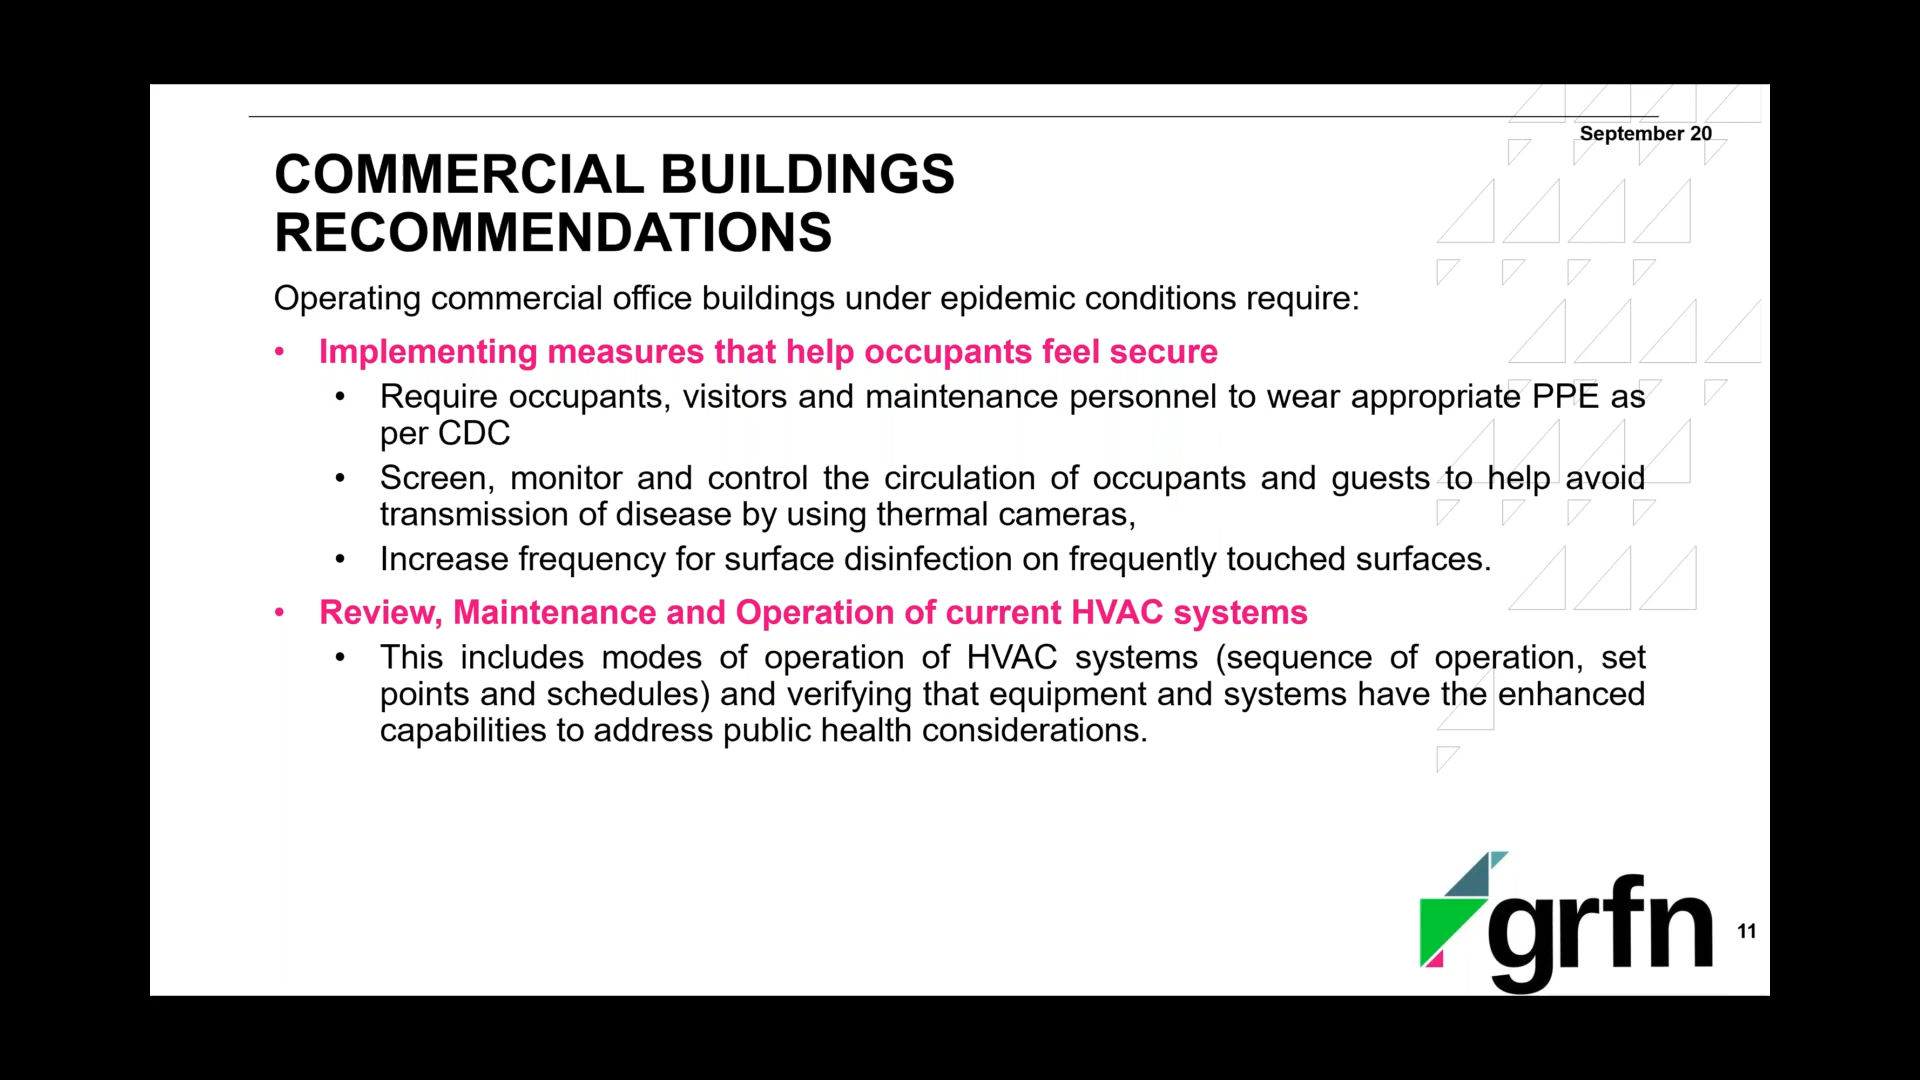 September 20
COMMERCIAL BUILDINGS
RECOMMENDATIONS
Operating commercial office buildings under epidemic conditions require:
• Implementing measures that help occupants feel secure
• Require occupants, visitors and maintenance personnel to wear appropriate PPE as
per CDC
• Screen, monitor and control the circulation of occupants and guests to help avoid
transmission of disease by using thermal cameras,
• Increase frequency for surface disinfection on frequently touched surfaces.
• Review, Maintenance and Operation of current HVAC systems
• This includes modes of operation of HVAC systems (sequence of operation, set
points and schedules) and verifying that equipment and systems have the enhanced
capabilities to address public health considerations.
grfn
11